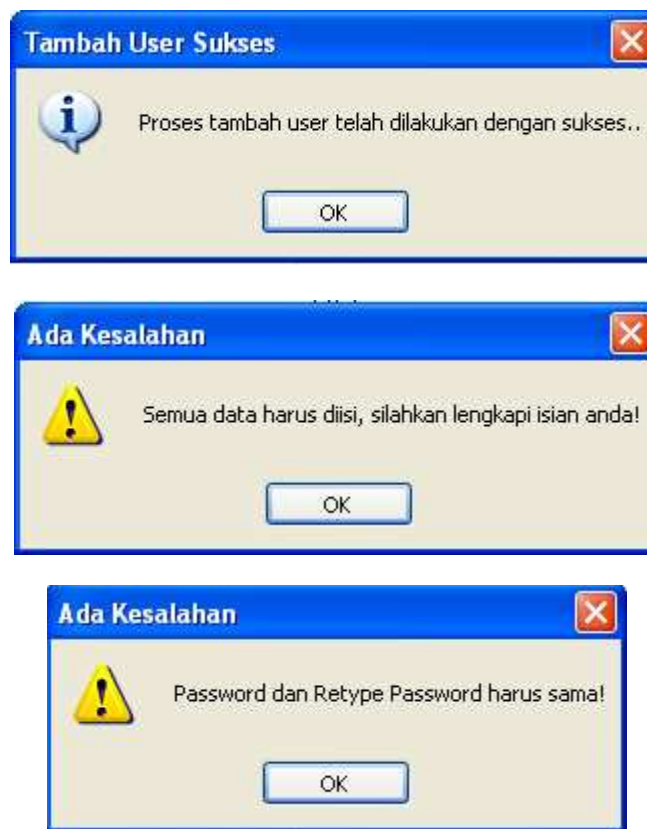 Tambah User Sukses
Proses tambah user telah dilakukan dengan sukses..
OK
Ada Kesalahan
Semua data harus diisi, silahkan lengkapi isian anda!
OK
Ada Kesalahan
Password dan Retype Password harus sama!
OK